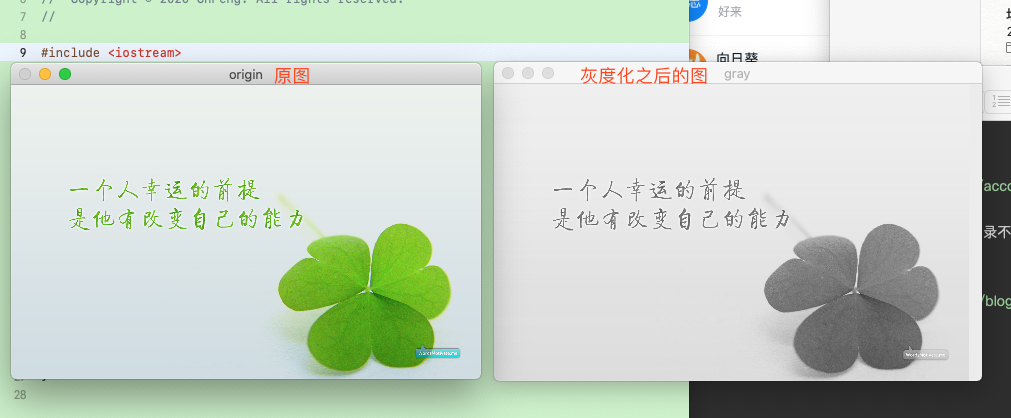 6 // Copyright © 2020 Chreng. All rights reserved.
7 //
8
9 #include <iostream>
origin 原图
一个人幸运的前提
是他有改变自己的能力
28
灰度化之后的图 gray
一个人幸运的前提
是他有改变自己的能力
好来
向日葵
/acco
录不
/blog